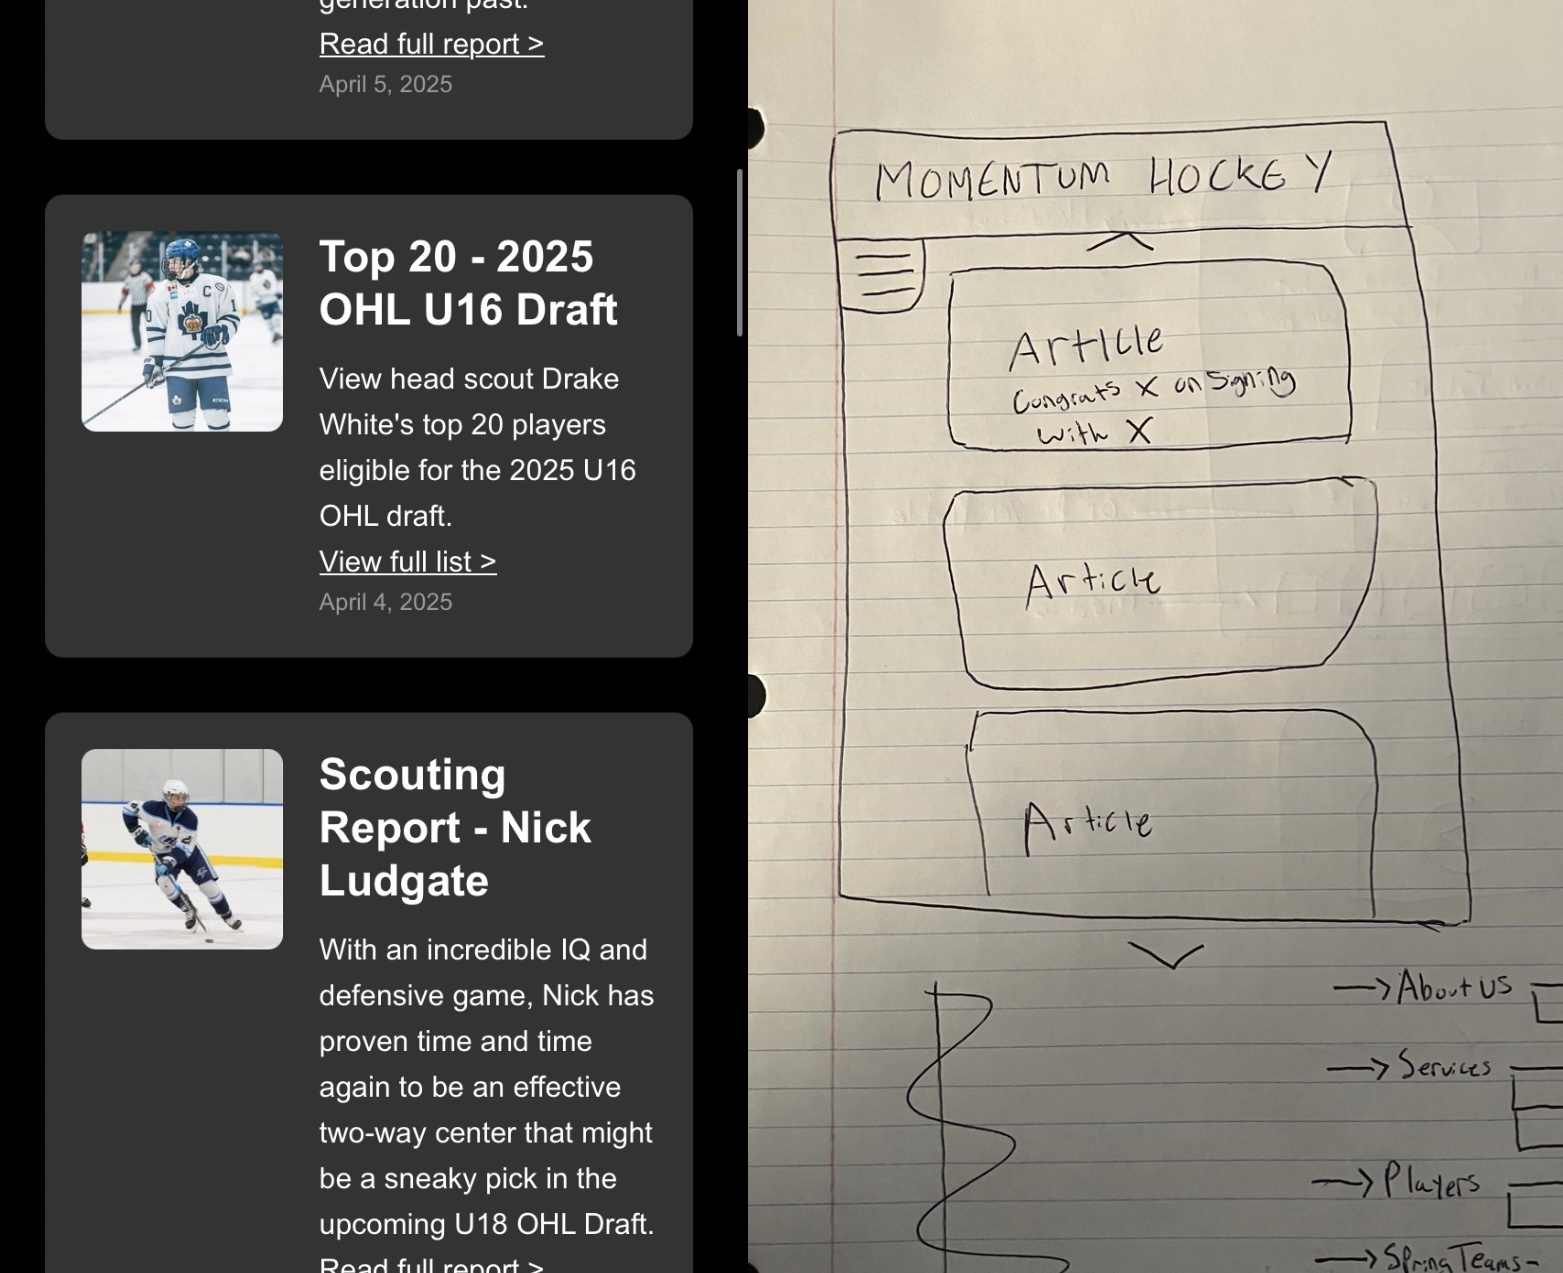 generation past.
Read full report >
April 5, 2025
Top 20 - 2025
OHL U16 Draft
View head scout Drake
White's top 20 players
eligible for the 2025 U16
OHL draft.
View full list >
April 4, 2025
Scouting
Report - Nick
Ludgate
With an incredible IQ and
defensive game, Nick has
proven time and time
again to be an effective
two-way center that might
be a sneaky pick in the
upcoming U18 OHL Draft.
Read full report >
MOMENTUM HOCKEY
Article
Congrats X on Signing
with X
Article
Article
→ About us
→ Services
→ Players
→ Spring Teams-